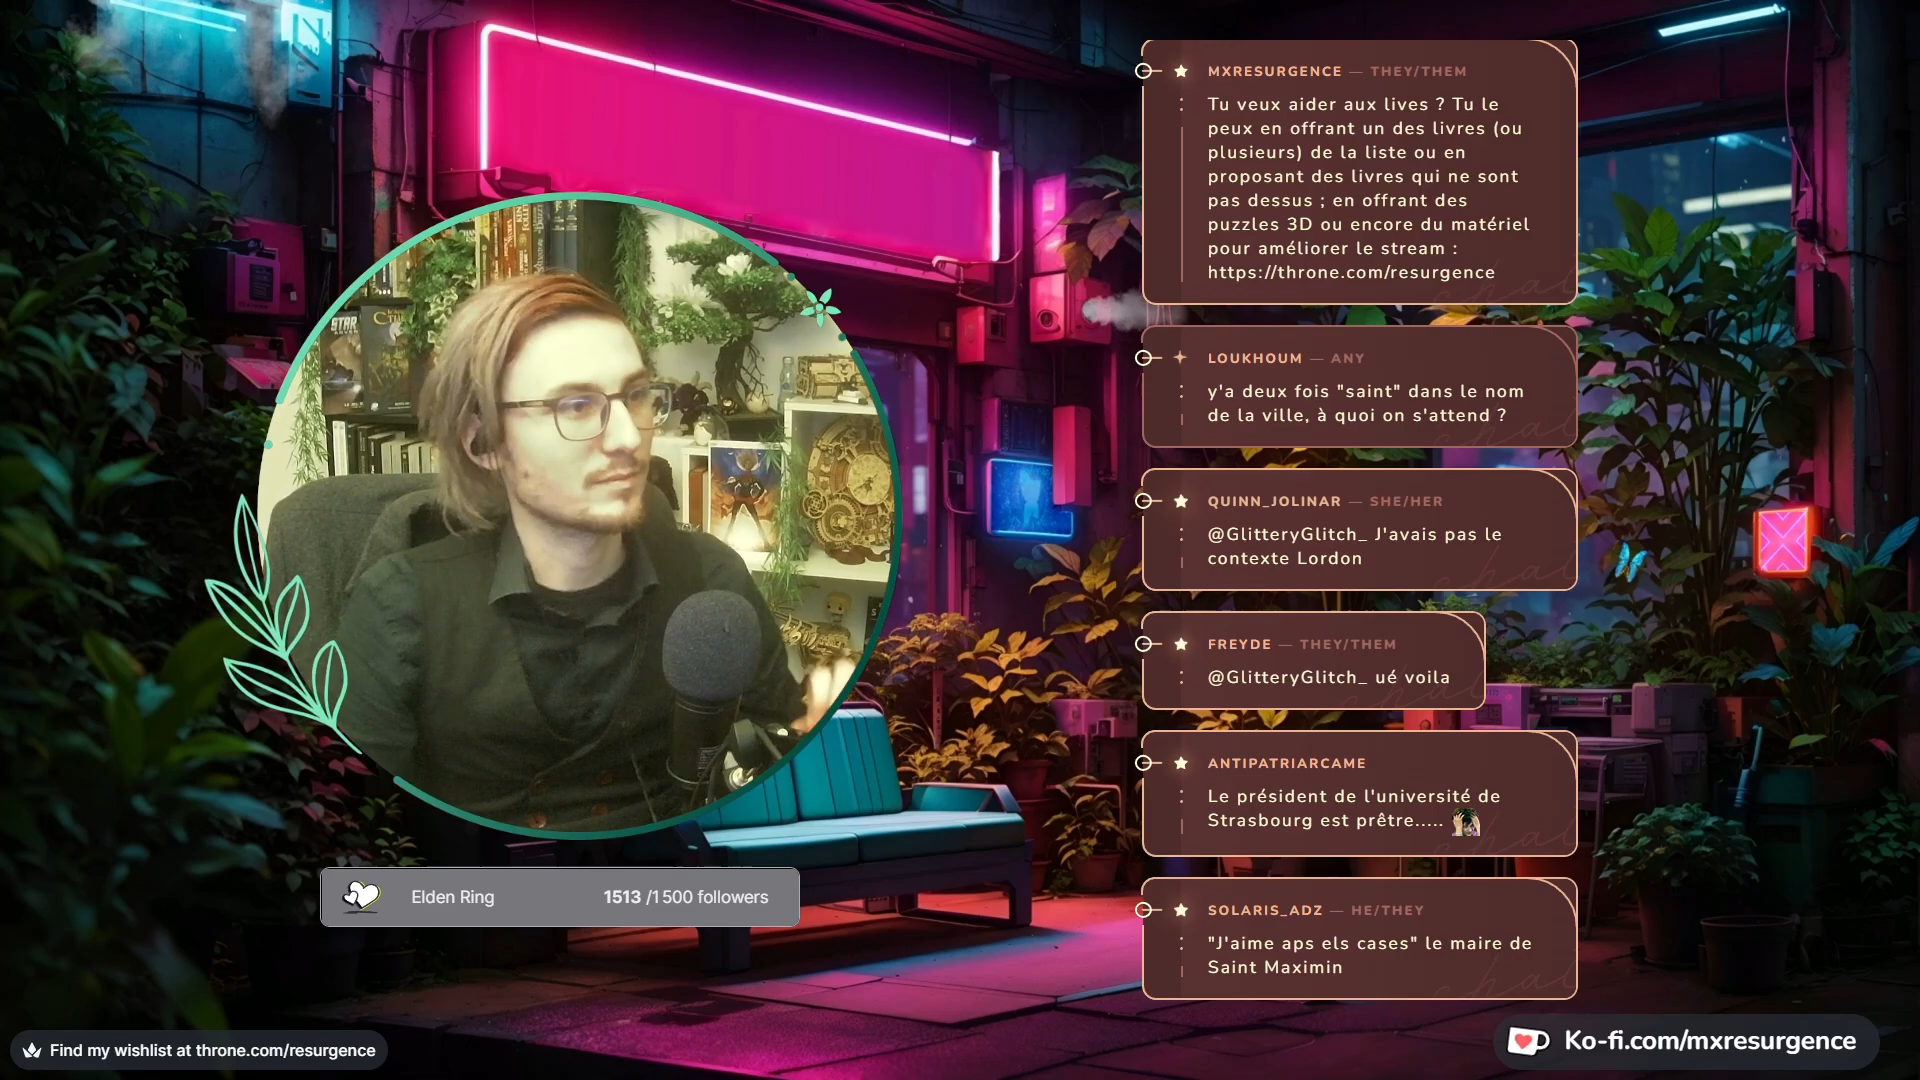 MXRESURGENCE — THEY/THEM
Tu veux aider aux lives ? Tu le
peux en offrant un des livres (ou
plusieurs) de la liste ou en
proposant des livres qui ne sont
pas dessus ; en offrant des
puzzles 3D ou encore du matériel
pour améliorer le stream :
https://throne.com/resurgence
LOUKHOUM — ANY
y'a deux fois "saint" dans le nom
de la ville, à quoi on s'attend ?
QUINN_JOLINAR — SHE/HER
@GlitteryGlitch_ J'avais pas le
contexte Lordon
FREYDE — THEY/THEM
@GlitteryGlitch_ ué voila
ANTIPATRIARCAME
Le président de l'université de
Strasbourg est prêtre.....
SOLARIS_ADZ — HE/THEY
"J'aime aps els cases" le maire de
Saint Maximin
STAR
Elden Ring
1513 /1 500 followers
Find my wishlist at throne.com/resurgence
Ko-fi.com/mxresurgence